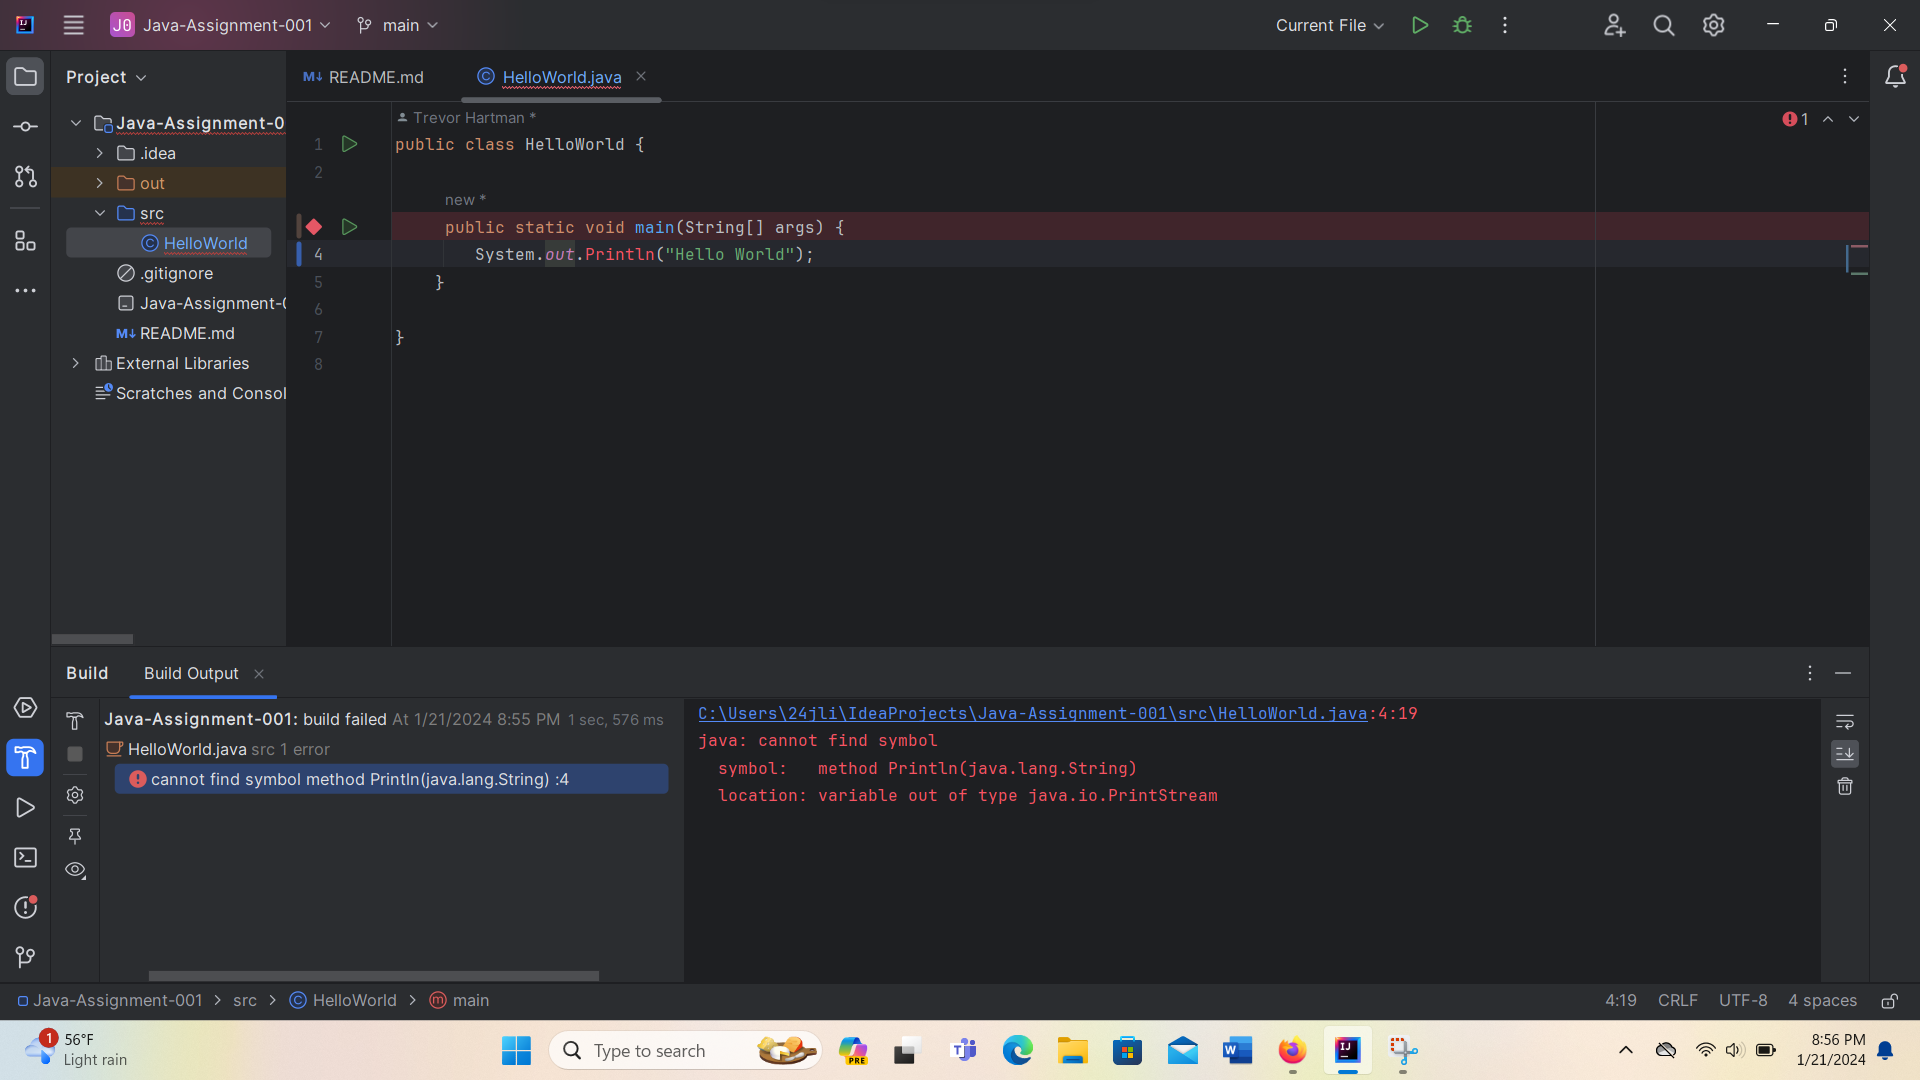 J0 Java-Assignment-001 main Current File
Project
README.md HelloWorld.java
Java-Assignment-0
.idea
out
src
HelloWorld
.gitignore
Java-Assignment-0
README.md
External Libraries
Scratches and Consol
Trevor Hartman *
1
1 public class HelloWorld {
2
new *
public static void main(String[] args) {
4 System.out.Println("Hello World");
5 }
6
7 }
8
Build Build Output
Java-Assignment-001: build failed At 1/21/2024 8:55 PM 1 sec, 576 ms
HelloWorld.java src 1 error
cannot find symbol method Println(java.lang.String) :4
C:\Users\24jli\IdeaProjects\Java-Assignment-001\src\HelloWorld.java:4:19
java: cannot find symbol
symbol: method Println(java.lang.String)
location: variable out of type java.io.PrintStream
Java-Assignment-001 > src > HelloWorld > main
4:19 CRLF UTF-8 4 spaces
1
56°F
Light rain
Type to search
PRE
8:56 PM
1/21/2024